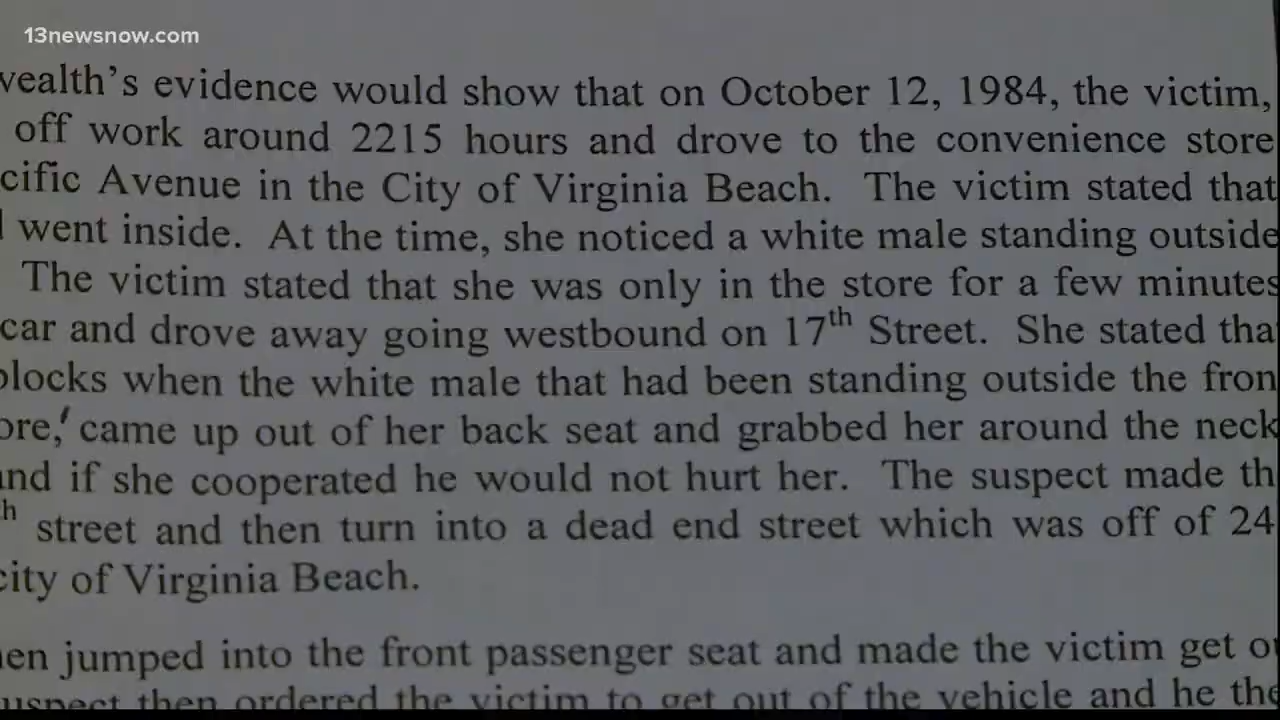 13newsnow.com
wealth's evidence would show that on October 12, 1984, the victim,
off work around 2215 hours and drove to the convenience store
cific Avenue in the City of Virginia Beach. The victim stated that
went inside. At the time, she noticed a white male standing outside
The victim stated that she was only in the store for a few minutes
car and drove away going westbound on 17th Street. She stated tha
blocks when the white male that had been standing outside the fron
ore, came up out of her back seat and grabbed her around the neck
and if she cooperated he would not hurt her. The suspect made th
h street and then turn into a dead end street which was off of 24
city of Virginia Beach.
en jumped into the front passenger seat and made the victim get o
suspect then ordered the victim to get out of the vehicle and he the